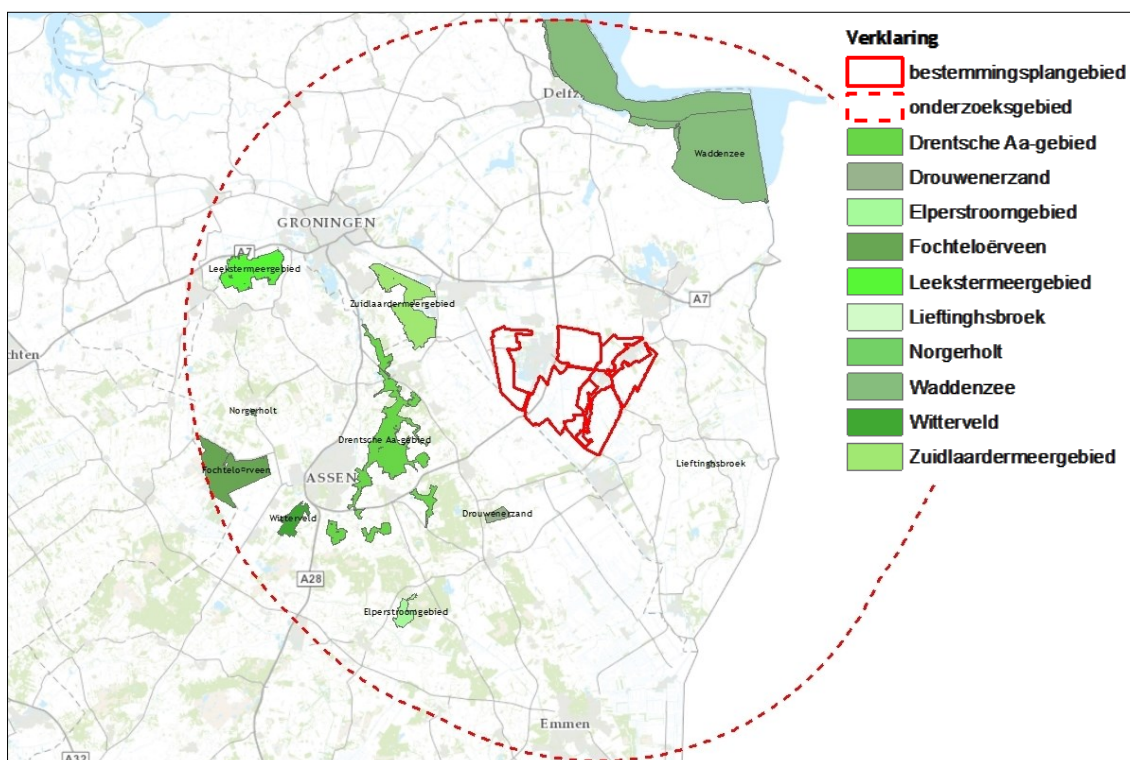 Verklaring
bestemmingsplangebied
onderzoeksgebied
Drentsche Aa-gebied
Drouwenerzand
Elperstroomgebied
Fochteloërveen
Leekstermeergebied
Lieftinghsbroek
Norgerholt
Waddenzee
Witterveld
Zuidlaardermeergebied
Delfz
Waddenzee
GRONINGEN
A7
Leekstermeergebied
A7
Zuidlaardermeergebied
chten
Norgerholt
Drentsche Aa-gebied
Fochteloërveen
ASSEN
Lieftinghsbroek
Witterveld
Drouwenerzand
A28
Elperstroomgebied
Emmen
A32